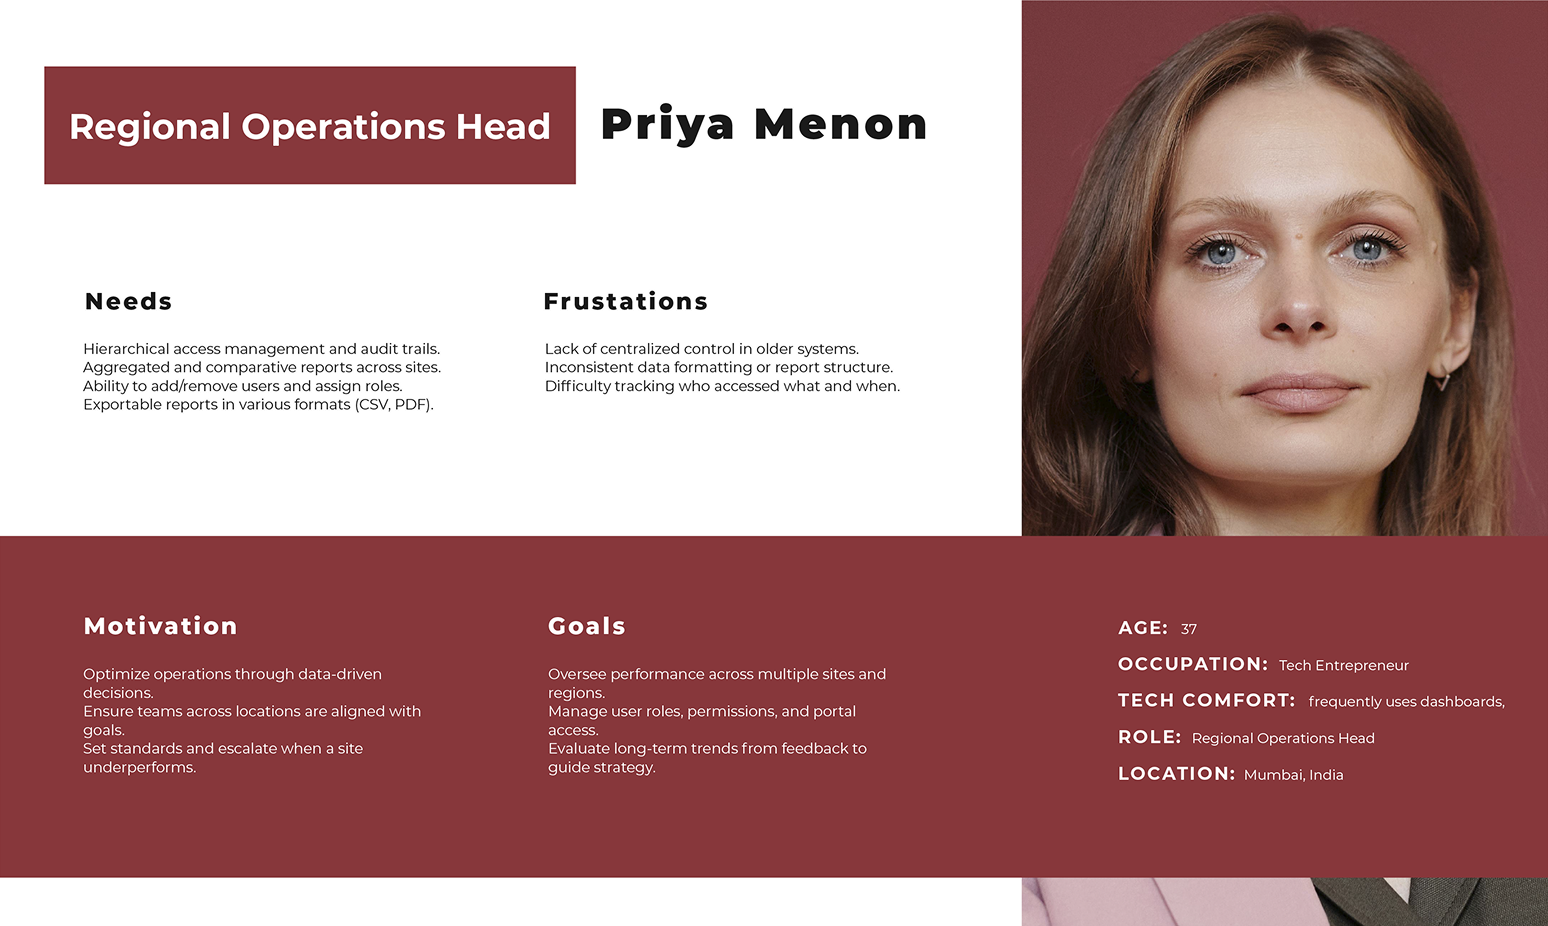 Regional Operations Head
Priya Menon
Needs
Hierarchical access management and audit trails.
Aggregated and comparative reports across sites.
Ability to add/remove users and assign roles.
Exportable reports in various formats (CSV, PDF).
Frustations
Lack of centralized control in older systems.
Inconsistent data formatting or report structure.
Difficulty tracking who accessed what and when.
Motivation
Optimize operations through data-driven
decisions.
Ensure teams across locations are aligned with
goals.
Set standards and escalate when a site
underperforms.
Goals
Oversee performance across multiple sites and
regions.
Manage user roles, permissions, and portal
access.
Evaluate long-term trends from feedback to
guide strategy.
AGE: 37
OCCUPATION: Tech Entrepreneur
TECH COMFORT: frequently uses dashboards,
ROLE: Regional Operations Head
LOCATION: Mumbai, India